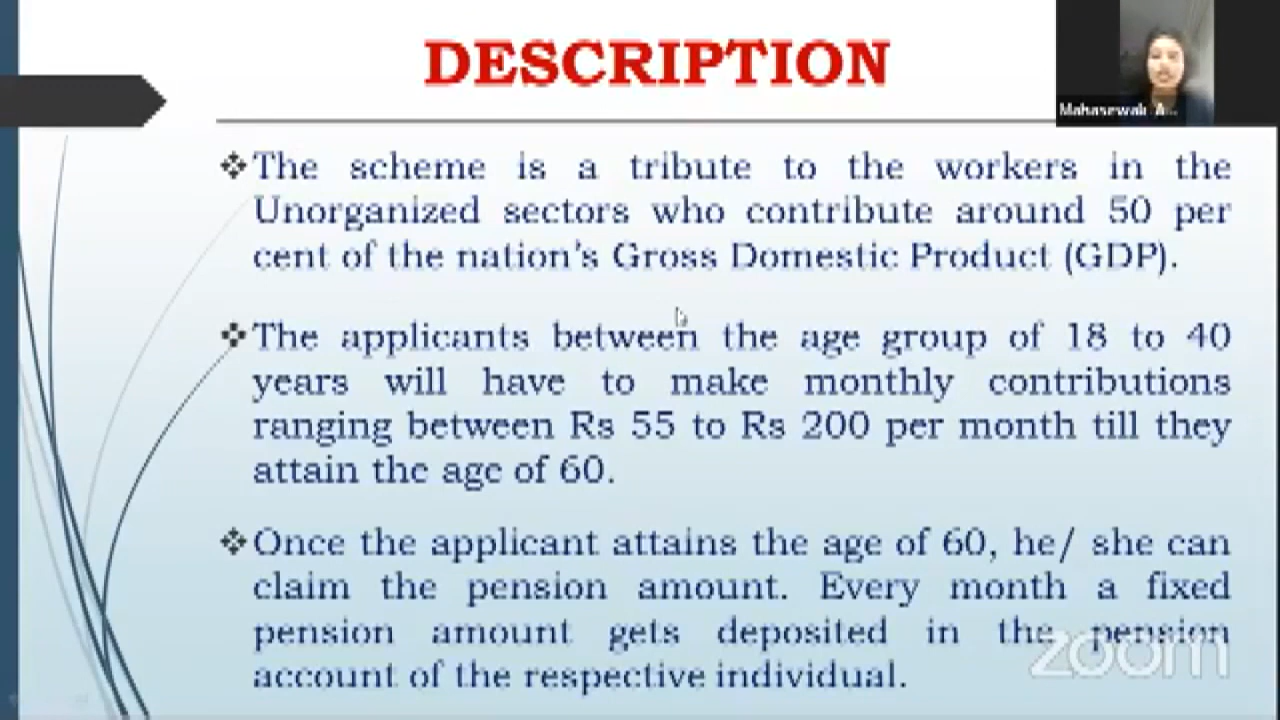 DESCRIPTION
Mahasewak A...
❖The scheme is a tribute to the workers in the
Unorganized sectors who contribute around 50 per
cent of the nation's Gross Domestic Product (GDP).
❖The applicants between the age group of 18 to 40
years will have to make monthly contributions
ranging between Rs 55 to Rs 200 per month till they
attain the age of 60.
❖Once the applicant attains the age of 60, he/ she can
claim the pension amount. Every month a fixed
pension amount gets deposited in the pension
account of the respective individual.
zoom